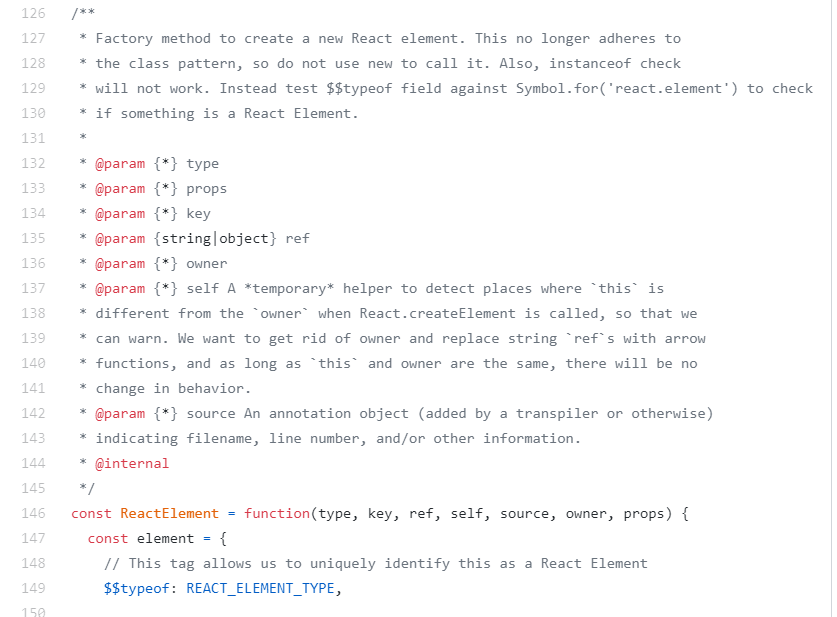 126 /**
127  * Factory method to create a new React element. This no longer adheres to
128  * the class pattern, so do not use new to call it. Also, instanceof check
129  * will not work. Instead test $$typeof field against Symbol.for('react.element') to check
130  * if something is a React Element.
131  *
132  * @param {*} type
133  * @param {*} props
134  * @param {*} key
135  * @param {string|object} ref
136  * @param {*} owner
137  * @param {*} self A *temporary* helper to detect places where `this` is
138  * different from the `owner` when React.createElement is called, so that we
139  * can warn. We want to get rid of owner and replace string `ref`s with arrow
140  * functions, and as long as `this` and owner are the same, there will be no
141  * change in behavior.
142  * @param {*} source An annotation object (added by a transpiler or otherwise)
143  * indicating filename, line number, and/or other information.
144  * @internal
145  */
146 const ReactElement = function(type, key, ref, self, source, owner, props) {
147   const element = {
148     // This tag allows us to uniquely identify this as a React Element
149     $$typeof: REACT_ELEMENT_TYPE,
150